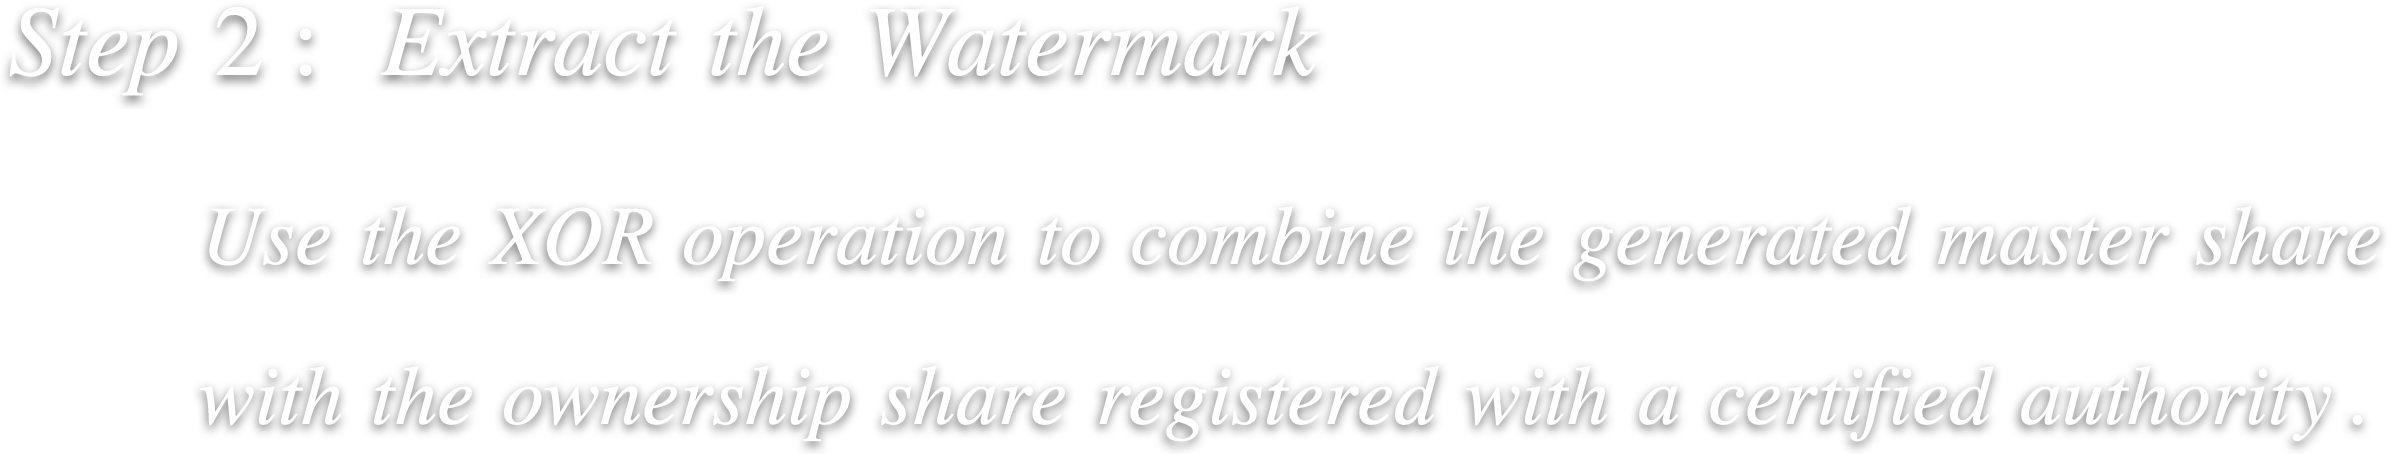 Step 2 : Extract the Watermark
Use the XOR operation to combine the generated master share
with the ownership share registered with a certified authority .